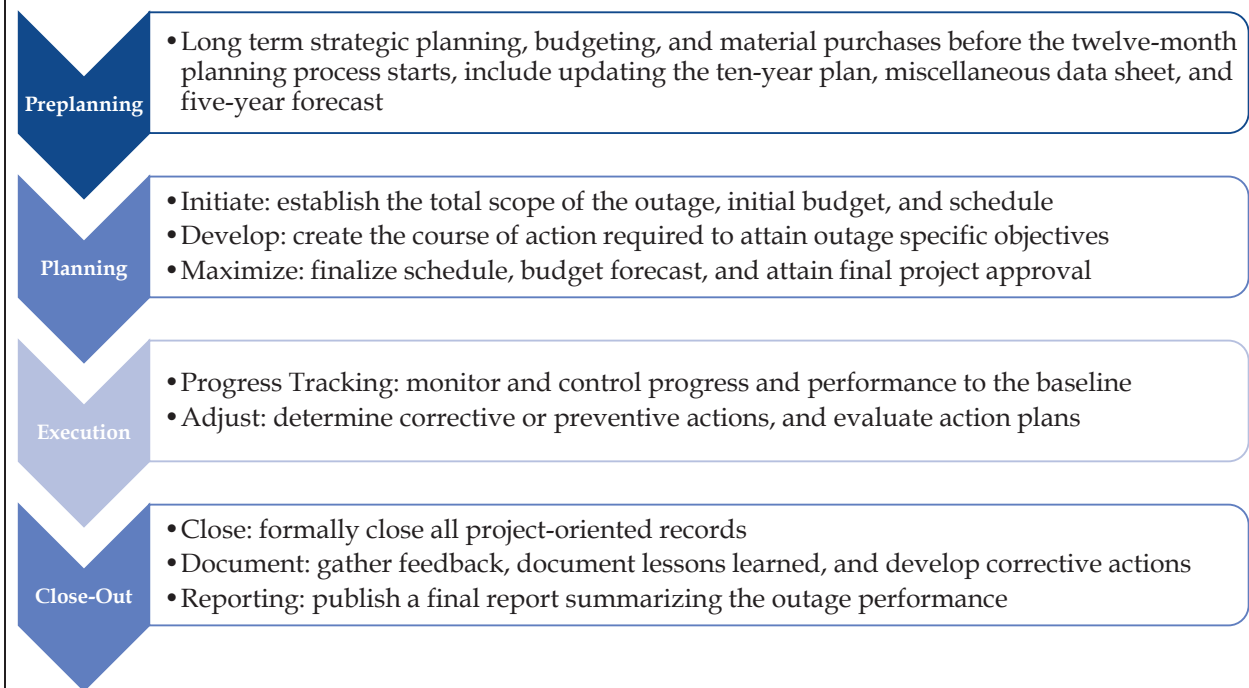 Preplanning
•Long term strategic planning, budgeting, and material purchases before the twelve-month
planning process starts, include updating the ten-year plan, miscellaneous data sheet, and
five-year forecast
Planning
•Initiate: establish the total scope of the outage, initial budget, and schedule
•Develop: create the course of action required to attain outage specific objectives
•Maximize: finalize schedule, budget forecast, and attain final project approval
Execution
•Progress Tracking: monitor and control progress and performance to the baseline
•Adjust: determine corrective or preventive actions, and evaluate action plans
Close-Out
•Close: formally close all project-oriented records
•Document: gather feedback, document lessons learned, and develop corrective actions
•Reporting: publish a final report summarizing the outage performance